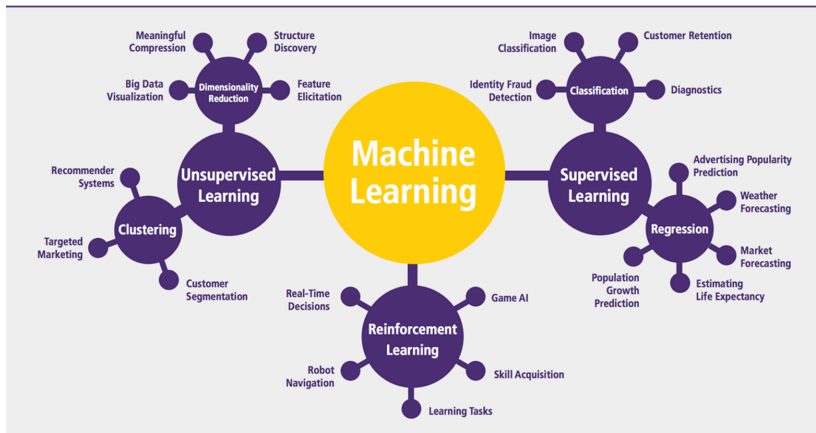 Machine
Learning
Unsupervised
Learning
Dimensionality
Reduction
Meaningful
Compression
Structure
Discovery
Big Data
Visualization
Feature
Elicitation
Clustering
Recommender
Systems
Targeted
Marketing
Customer
Segmentation
Supervised
Learning
Classification
Image
Classification
Customer Retention
Identity Fraud
Detection
Diagnostics
Regression
Advertising Popularity
Prediction
Weather
Forecasting
Market
Forecasting
Estimating
Life Expectancy
Population
Growth
Prediction
Reinforcement
Learning
Real-Time
Decisions
Game AI
Robot
Navigation
Skill Acquisition
Learning Tasks